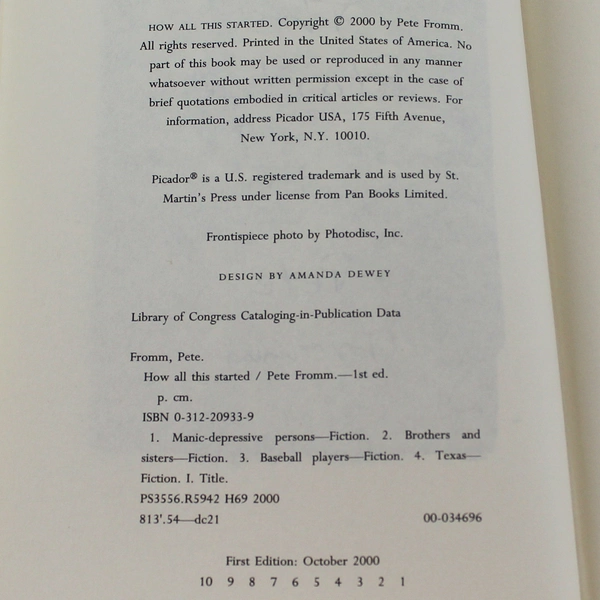 HOW ALL THIS STARTED. Copyright © 2000 by Pete Fromm.
All rights reserved. Printed in the United States of America. No
part of this book may be used or reproduced in any manner
whatsoever without written permission except in the case of
brief quotations embodied in critical articles or reviews. For
information, address Picador USA, 175 Fifth Avenue,
New York, N.Y. 10010.
Picador® is a U.S. registered trademark and is used by St.
Martin's Press under license from Pan Books Limited.
Frontispiece photo by Photodisc, Inc.
DESIGN BY AMANDA DEWEY
Library of Congress Cataloging-in-Publication Data
Fromm, Pete.
How all this started / Pete Fromm.—1st ed.
p. cm.
ISBN 0-312-20933-9
1. Manic-depressive persons—Fiction. 2. Brothers and
sisters—Fiction. 3. Baseball players—Fiction. 4. Texas—
Fiction. I. Title.
PS3556.R5942 H69 2000
813'.54—dc21 00-034696
First Edition: October 2000
10 9 8 7 6 5 4 3 2 1